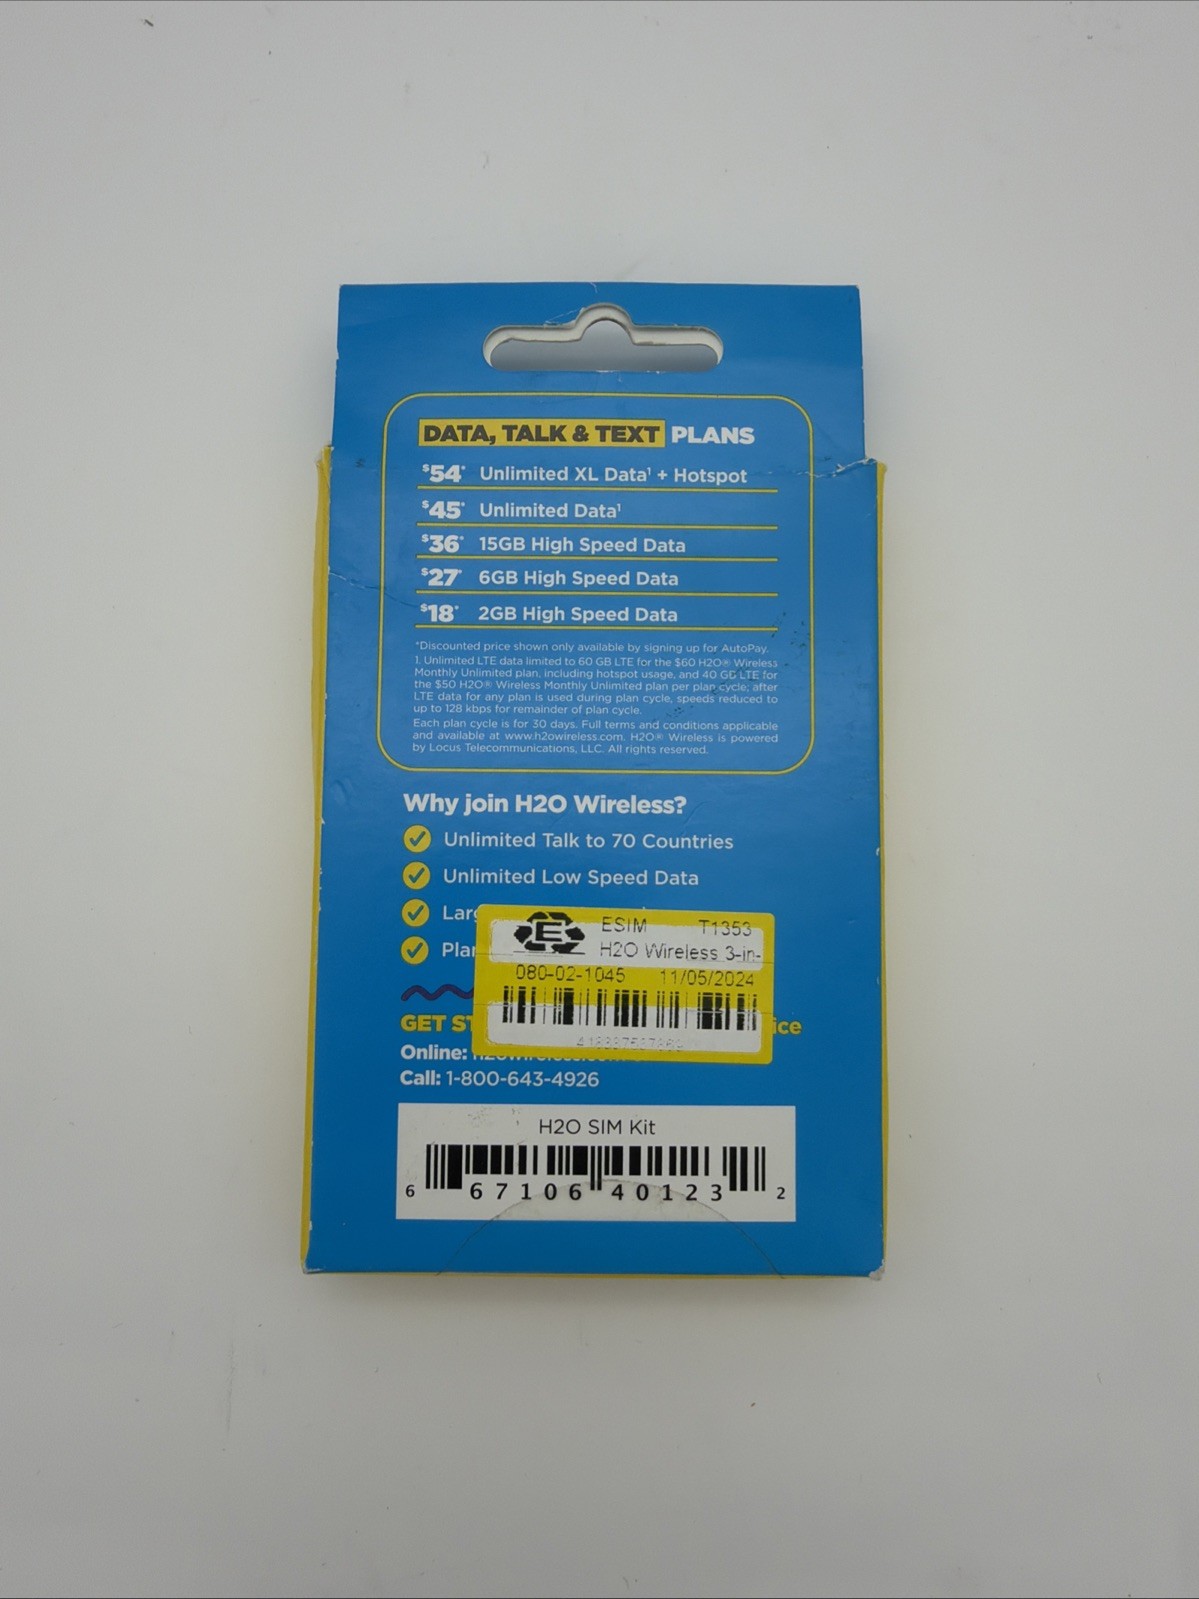 DATA, TALK & TEXT PLANS
$54* Unlimited XL Data¹ + Hotspot
$45* Unlimited Data¹
$36* 15GB High Speed Data
$27* 6GB High Speed Data
$18* 2GB High Speed Data
*Discounted price shown only available by signing up for AutoPay.
1. Unlimited LTE data limited to 60 GB LTE for the $60 H2O® Wireless
Monthly Unlimited plan, including hotspot usage, and 40 GB LTE for
the $50 H2O® Wireless Monthly Unlimited plan per plan cycle; after
LTE data for any plan is used during plan cycle, speeds reduced to
up to 128 kbps for remainder of plan cycle.
Each plan cycle is for 30 days. Full terms and conditions applicable
and available at www.h2owireless.com. H2O® Wireless is powered
by Locus Telecommunications, LLC. All rights reserved.
Why join H2O Wireless?
Unlimited Talk to 70 Countries
Unlimited Low Speed Data
E
ESIM T1353
H2O Wireless 3-in-
080-02-1045 11/05/2024
GET
Online:
Call: 1-800-643-4926
H2O SIM Kit
6 67106 40123 2